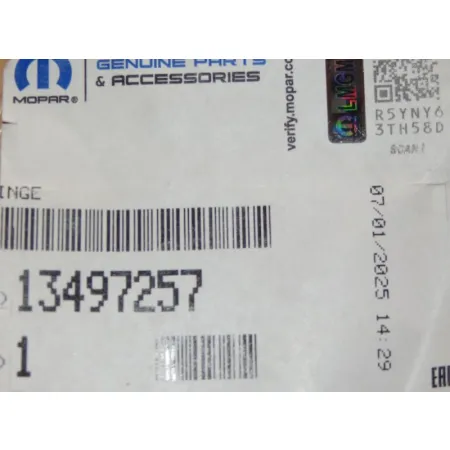 GENUINE PARTS
& ACCESSORIES
MOPAR®
verify.mopar.com
R5YNY6
3TH58D
SCAN!
INGE
07/01/2025 14:29
13497257
1